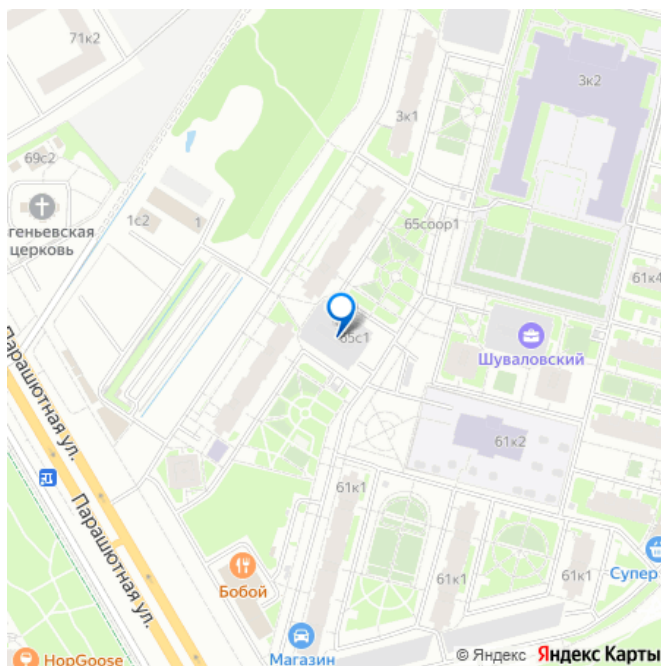 71к2
3к2
3к1
69с2
геньевская
церковь
1с2
1
65соор1
61к4
65с1
Шуваловский
Парашютная ул.
61к2
61к1
Парашютная ул.
Бобой
61к1
61к1
Супер
HopGoose
Магазин
© Яндекс Яндекс Карты